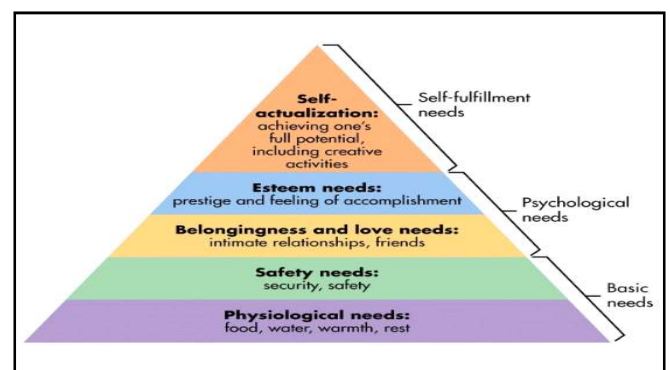 Self-
actualization:
achieving one's
full potential,
including creative
activities
Self-fulfillment
needs
Esteem needs:
prestige and feeling of accomplishment
Psychological
needs
Belongingness and love needs:
intimate relationships, friends
Safety needs:
security, safety
Basic
needs
Physiological needs:
food, water, warmth, rest